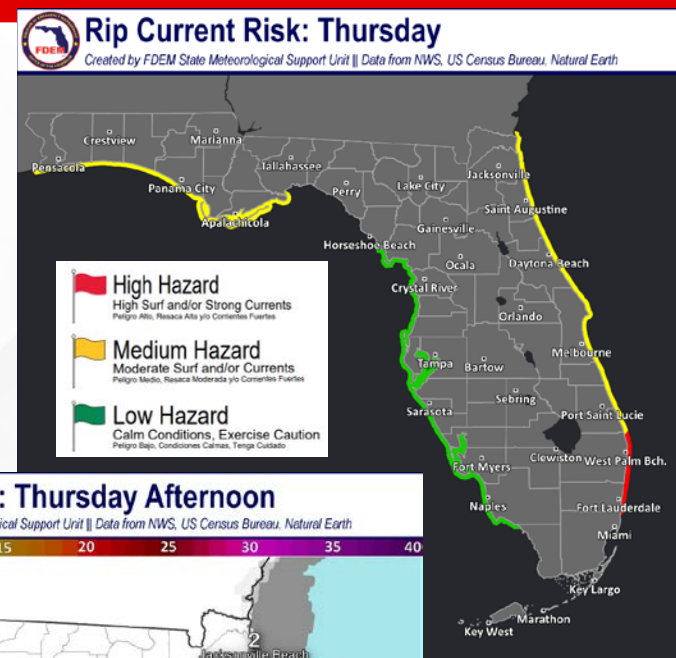 FDEM
Rip Current Risk: Thursday
Created by FDEM State Meteorological Support Unit || Data from NWS, US Census Bureau. Natural Earth
Crestview
Marianna
Pensacola
Tallahassee
Panama City
Perry
Lake City
Jacksonville
Apalachicola
Saint Augustine
Gainesville
Horseshoe Beach
Ocala
Daytona Beach
Crystal River
Orlando
Melbourne
Tampa
Bartow
Sebring
Sarasota
Port Saint Lucie
Clewiston
West Palm Bch.
Fort Myers
Naples
Fort Lauderdale
Miami
Key Largo
Marathon
Key West
High Hazard
High Surf and/or Strong Currents
Peligro Alto, Resaca Alta y/o Corrientes Fuertes
Medium Hazard
Moderate Surf and/or Currents
Peligro Medio, Resaca Moderada y/o Corrientes Fuertes
Low Hazard
Calm Conditions, Exercise Caution
Peligro Bajo, Condiciones Calmas, Tenga Cuidado
: Thursday Afternoon
ical Support Unit || Data from NWS, US Census Bureau. Natural Earth
15 20 25 30 35 40
2
Jacksonville Beach